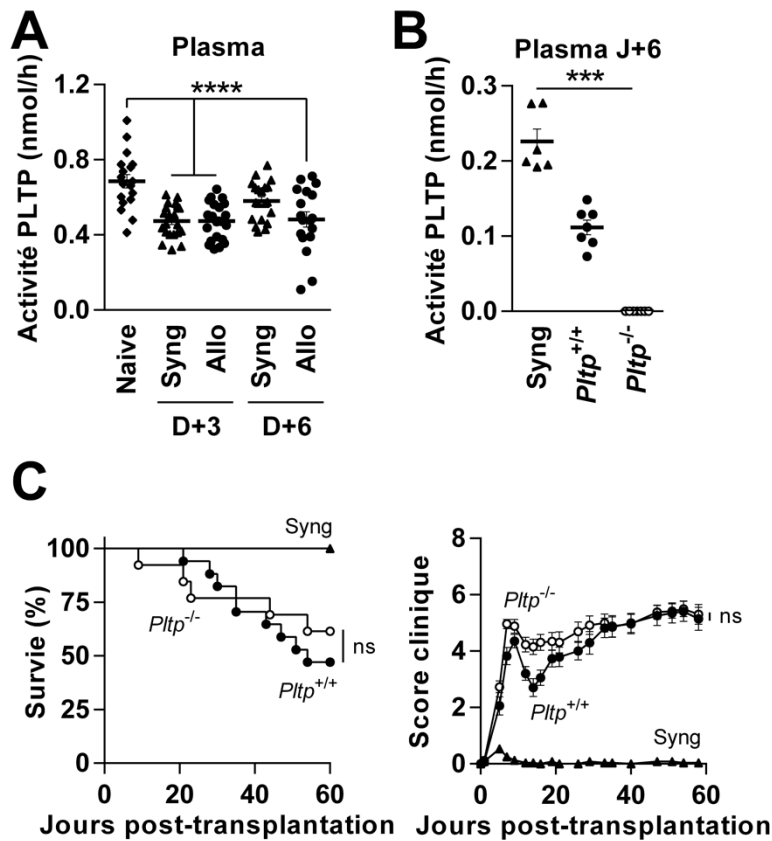 A
Plasma
Activité PLTP (nmol/h)
1.2
0.8
0.4
0.0
****
Naive
Syng
Allo
Syng
Allo
D+3
D+6
B
Plasma J+6
Activité PLTP (nmol/h)
0.3
0.2
0.1
0.0
***
Syng
Pltp+/+
Pltp-/-
C
Survie (%)
100
75
50
25
0
Syng
Pltp-/-
Pltp+/+
ns
0 20 40 60
Jours post-transplantation
Score clinique
8
6
4
2
0
Pltp-/-
Pltp+/+
Syng
ns
0 20 40 60
Jours post-transplantation